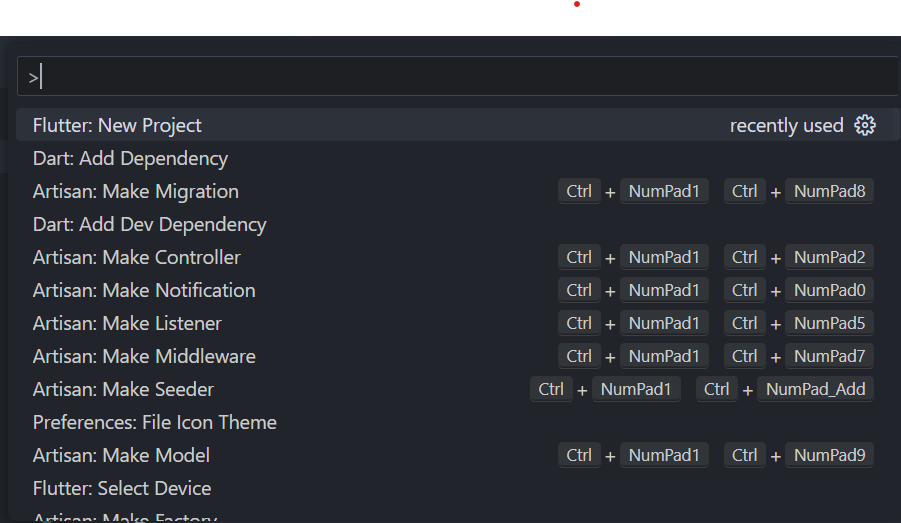 >
Flutter: New Project recently used
Dart: Add Dependency
Artisan: Make Migration Ctrl + NumPad1 Ctrl + NumPad8
Dart: Add Dev Dependency
Artisan: Make Controller Ctrl + NumPad1 Ctrl + NumPad2
Artisan: Make Notification Ctrl + NumPad1 Ctrl + NumPad0
Artisan: Make Listener Ctrl + NumPad1 Ctrl + NumPad5
Artisan: Make Middleware Ctrl + NumPad1 Ctrl + NumPad7
Artisan: Make Seeder Ctrl + NumPad1 Ctrl + NumPad_Add
Preferences: File Icon Theme
Artisan: Make Model Ctrl + NumPad1 Ctrl + NumPad9
Flutter: Select Device
Artisan: Make Factory